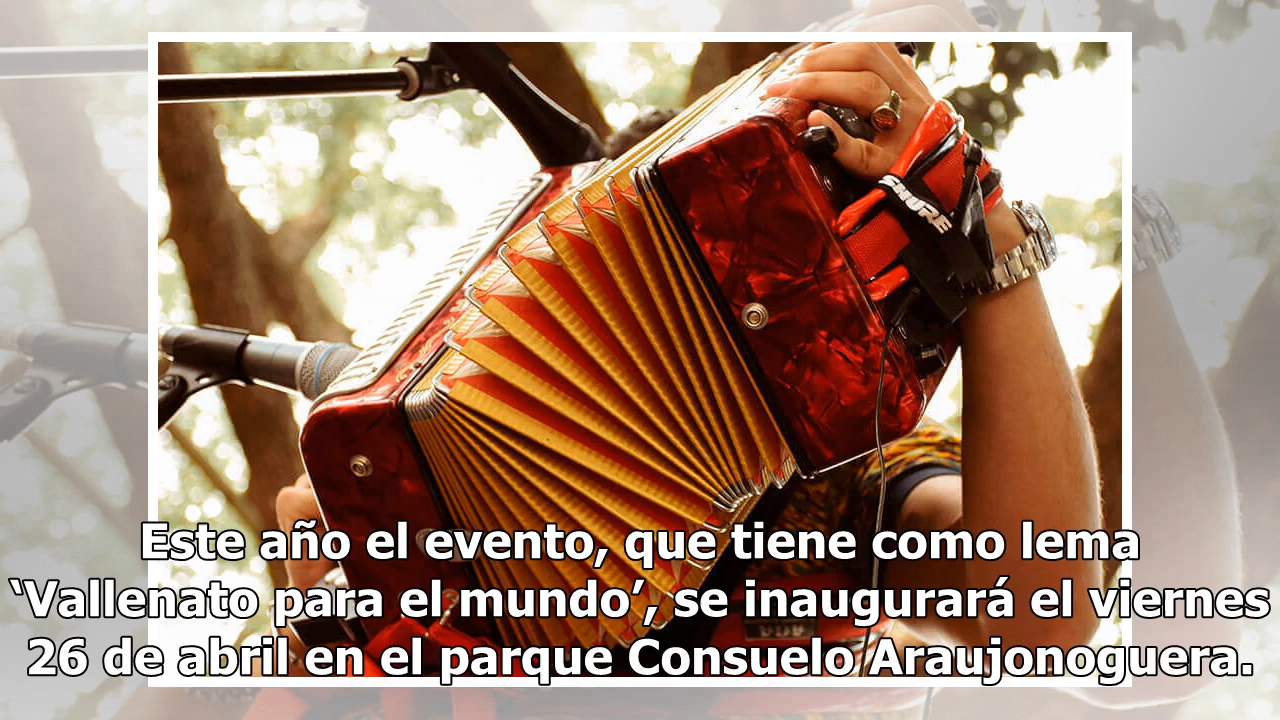 SHURE
Este año el evento, que tiene como lema
‘Vallenato para el mundo’, se inaugurará el viernes
26 de abril en el parque Consuelo Araujonoguera.